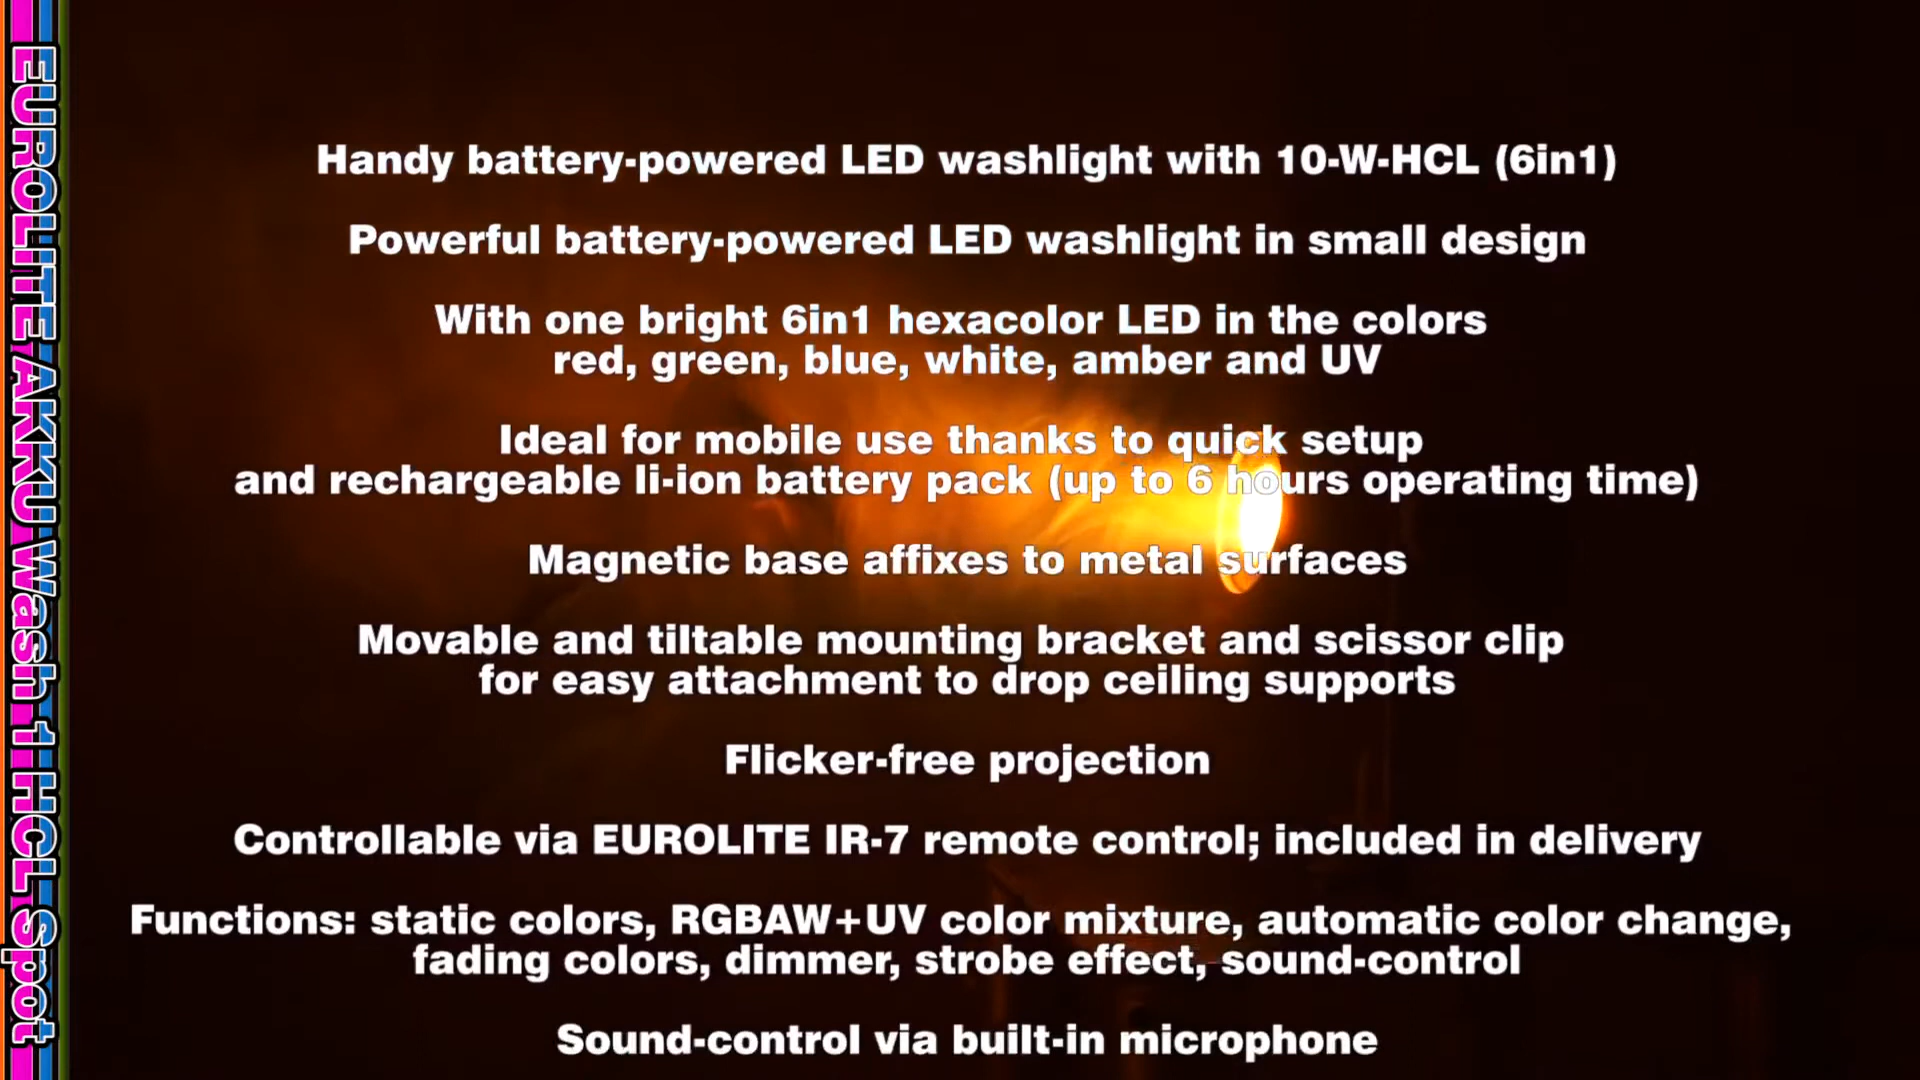 EUROLITE AKKU Wash 1 HCL Spot
Handy battery-powered LED washlight with 10-W-HCL (6in1)
Powerful battery-powered LED washlight in small design
With one bright 6in1 hexacolor LED in the colors
red, green, blue, white, amber and UV
Ideal for mobile use thanks to quick setup
and rechargeable li-ion battery pack (up to 6 hours operating time)
Magnetic base affixes to metal surfaces
Movable and tiltable mounting bracket and scissor clip
for easy attachment to drop ceiling supports
Flicker-free projection
Controllable via EUROLITE IR-7 remote control; included in delivery
Functions: static colors, RGBAW+UV color mixture, automatic color change,
fading colors, dimmer, strobe effect, sound-control
Sound-control via built-in microphone